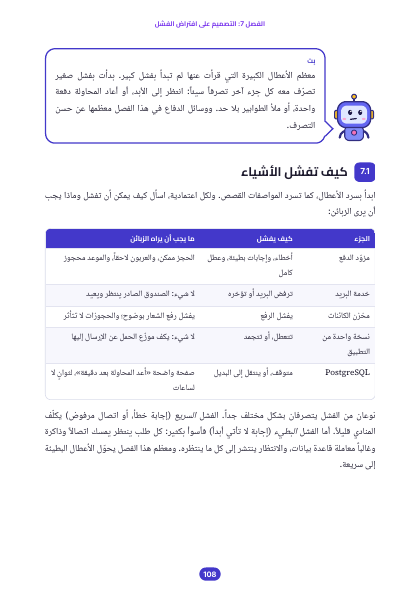 الفصل 7: التصميم على افتراض الفشل
بِت
معظم الأعطال الكبيرة التي قرأت عنها لم تبدأ بفشل كبير. بدأت بفشل صغير
تصرّف معه كل جزء آخر تصرفاً سيئاً: انتظر إلى الأبد، أو أعاد المحاولة دفعة
واحدة، أو ملأ الطوابير بلا حد. ووسائل الدفاع في هذا الفصل معظمها عن حسن
التصرف.
7.1 كيف تفشل الأشياء
ابدأ بسرد الأعطال، كما تسرد المواصفات القصص. ولكل اعتمادية، اسأل كيف يمكن أن تفشل وماذا يجب
أن يرى الزبائن:
الجزء كيف يفشل ما يجب أن يراه الزبائن
مزوّد الدفع أخطاء، وإجابات بطيئة، وعطل الحجز ممكن، والعربون لاحقاً، والموعد محجوز
كامل
خدمة البريد ترفض البريد أو تؤخره لا شيء: الصندوق الصادر ينتظر ويعيد
مخزن الكائنات يفشل الرفع يفشل رفع الشعار بوضوح؛ والحجوزات لا تتأثر
نسخة واحدة من تتعطل، أو تتجمد لا شيء: يكف موزّع الحمل عن الإرسال إليها
التطبيق
PostgreSQL متوقف، أو ينتقل إلى البديل صفحة واضحة «أعد المحاولة بعد دقيقة»، لثوانٍ لا
لساعات
نوعان من الفشل يتصرفان بشكل مختلف جداً. الفشل السريع (إجابة خطأ، أو اتصال مرفوض) يكلّف
المنادي قليلاً. أما الفشل البطيء (إجابة لا تأتي أبداً) فأسوأ بكثير: كل طلب ينتظر يمسك اتصالاً وذاكرة
وغالباً معاملة قاعدة بيانات، والانتظار ينتشر إلى كل ما ينتظره. ومعظم هذا الفصل يحوّل الأعطال البطيئة
إلى سريعة.
108